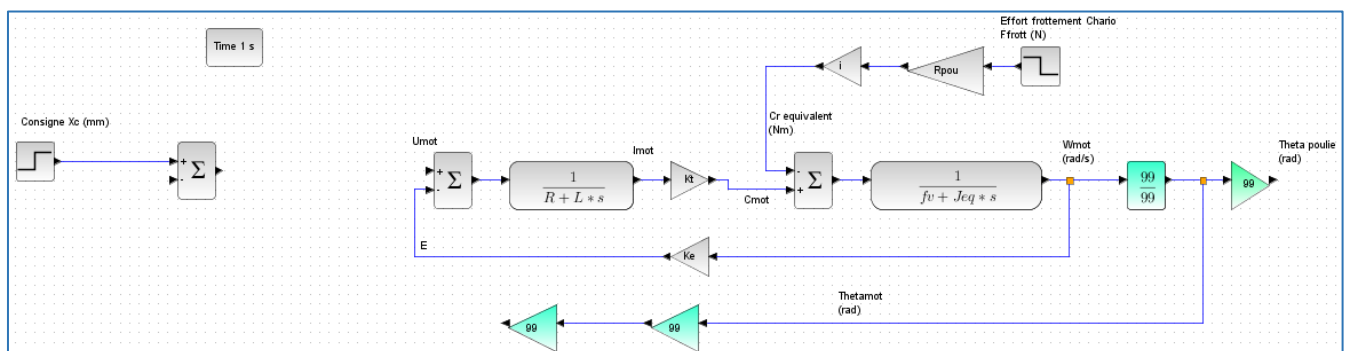 Effort frottement Chario
Ffrott (N)
Time 1 s
i
Rpou
Consigne Xc (mm)
Cr equivalent
(Nm)
Umot
Imot
Wmot
(rad/s)
Theta poulie
(rad)
+
-
Σ
+
-
Σ
1
R + L * s
Kt
Cmot
-
+
Σ
1
fv + Jeq * s
99
99
99
E
Ke
Thetamot
(rad)
99
99